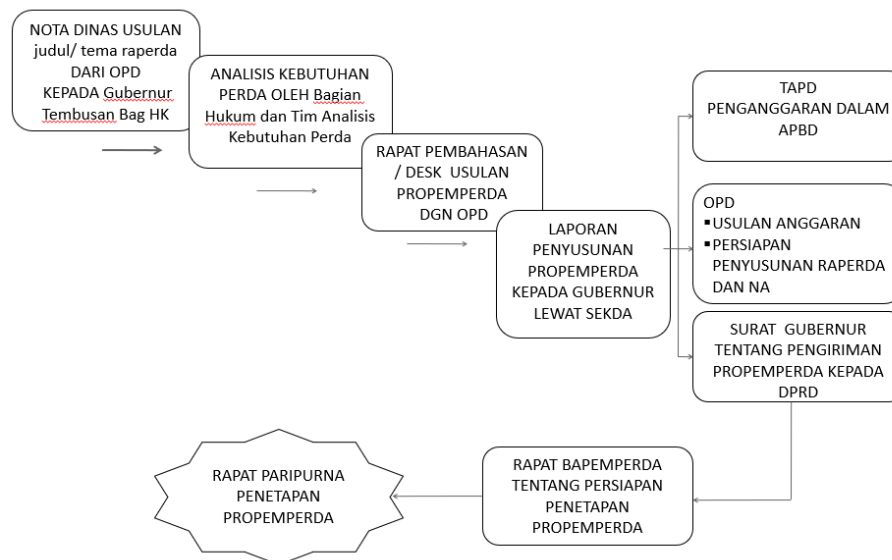 NOTA DINAS USULAN
judul/ tema raperda
DARI OPD
KEPADA Gubernur
Tembusan Bag HK
ANALISIS KEBUTUHAN
PERDA OLEH Bagian
Hukum dan Tim Analisis
Kebutuhan Perda
RAPAT PEMBAHASAN
/ DESK USULAN
PROPEMPERDA
DGN OPD
LAPORAN
PENYUSUNAN
PROPEMPERDA
KEPADA GUBERNUR
LEWAT SEKDA
TAPD
PENGANGGARAN DALAM
APBD
OPD
▪USULAN ANGGARAN
▪PERSIAPAN
PENYUSUNAN RAPERDA
DAN NA
SURAT GUBERNUR
TENTANG PENGIRIMAN
PROPEMPERDA KEPADA
DPRD
RAPAT BAPEMPERDA
TENTANG PERSIAPAN
PENETAPAN
PROPEMPERDA
RAPAT PARIPURNA
PENETAPAN
PROPEMPERDA